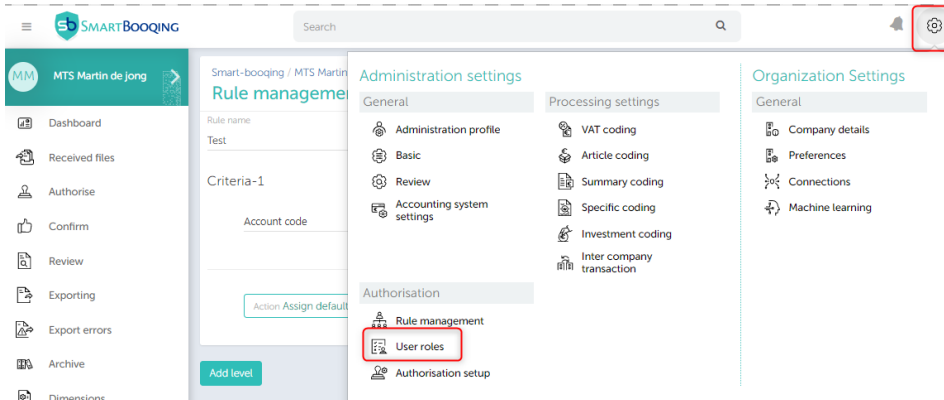 SMARTBOOQING
Search
MM
MTS Martin de jong
Dashboard
Received files
Authorise
Confirm
Review
Exporting
Export errors
Archive
Dimensions
Smart-booqing / MTS Martin
Rule manageme
Rule name
Test
Criteria-1
Account code
Action Assign default
Add level
Administration settings
General
Administration profile
Basic
Review
Accounting system
settings
Processing settings
VAT coding
Article coding
Summary coding
Specific coding
Investment coding
Inter company
transaction
Authorisation
Rule management
User roles
Authorisation setup
Organization Settings
General
Company details
Preferences
Connections
Machine learning